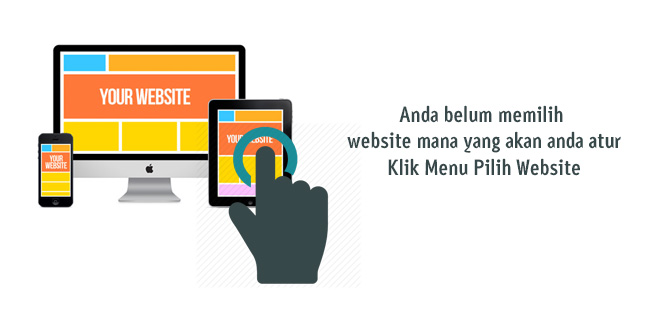 YOUR WEBSITE
YOUR WEBSITE
YOUR
WEBSITE
Anda belum memilih
website mana yang akan anda atur
Klik Menu Pilih Website